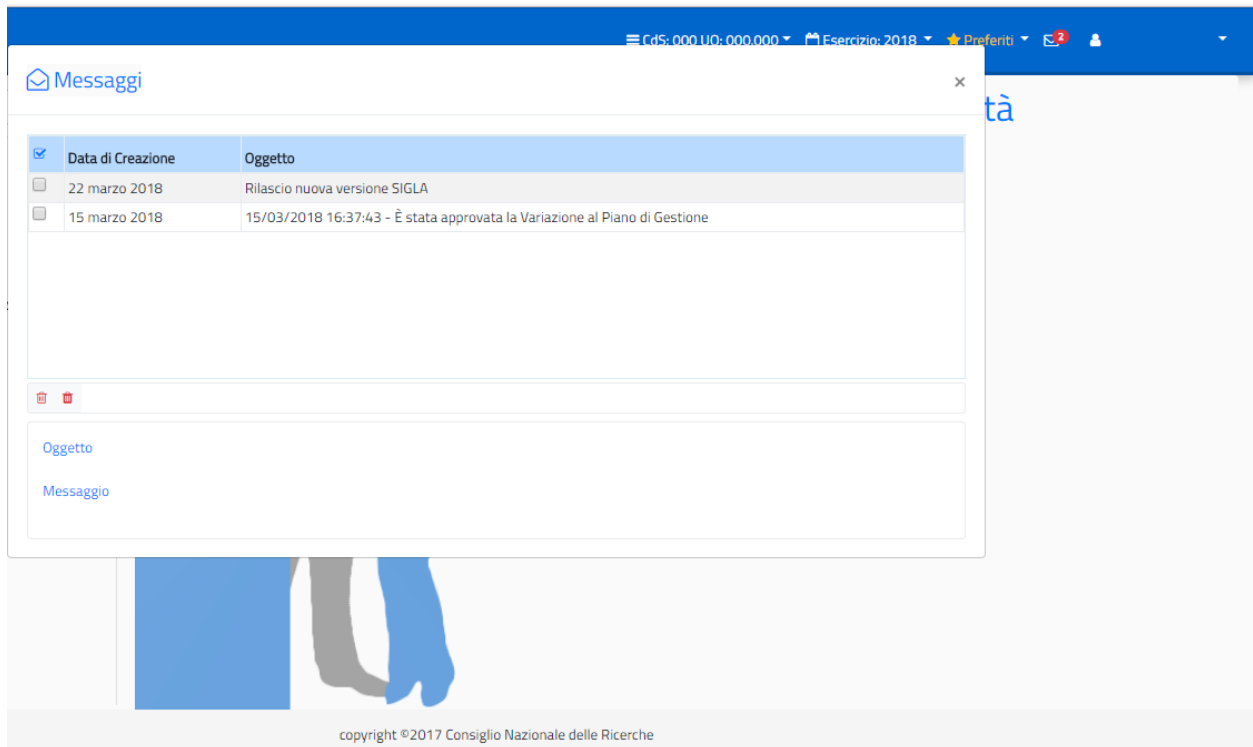 CdS: 000 UO: 000.000 Esercizio: 2018 Preferiti 2
Messaggi ×
tà
Data di Creazione Oggetto
22 marzo 2018 Rilascio nuova versione SIGLA
15 marzo 2018 15/03/2018 16:37:43 - È stata approvata la Variazione al Piano di Gestione
Oggetto
Messaggio
copyright ©2017 Consiglio Nazionale delle Ricerche